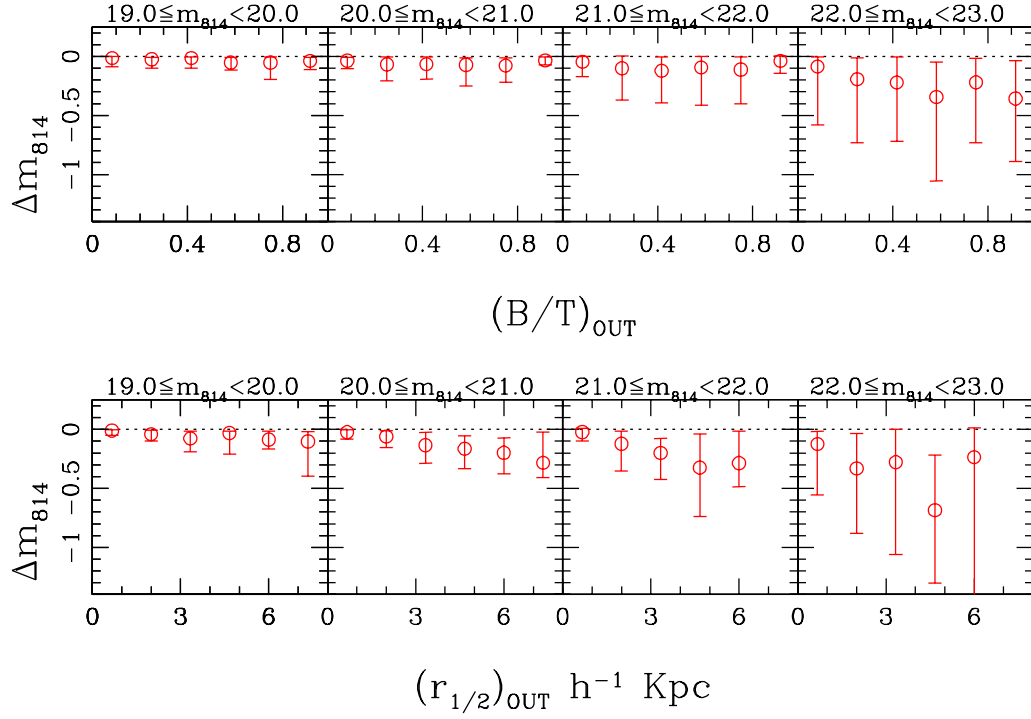 19.0≦m₈₁₄<20.0 20.0≦m₈₁₄<21.0 21.0≦m₈₁₄<22.0 22.0≦m₈₁₄<23.0
0
−0.5
−1
Δm₈₁₄
0 0.4 0.8 0 0.4 0.8 0 0.4 0.8 0 0.4 0.8
(B/T)OUT
19.0≦m₈₁₄<20.0 20.0≦m₈₁₄<21.0 21.0≦m₈₁₄<22.0 22.0≦m₈₁₄<23.0
0
−0.5
−1
Δm₈₁₄
0 3 6 0 3 6 0 3 6 0 3 6
(r₁/₂)OUT h⁻¹ Kpc